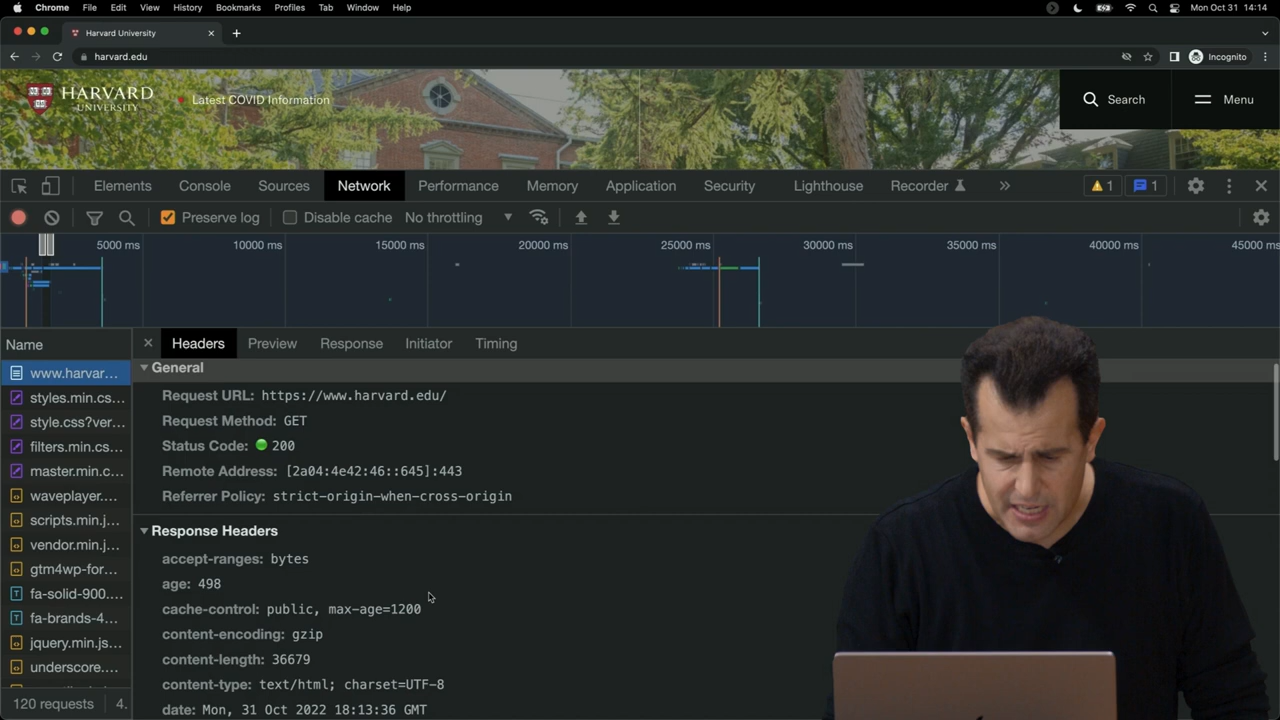 Chrome File Edit View History Bookmarks Profiles Tab Window Help Mon Oct 31 14:14
Harvard University
harvard.edu Incognito
HARVARD
UNIVERSITY
Latest COVID Information
Search Menu
Elements Console Sources Network Performance Memory Application Security Lighthouse Recorder 1 1
Preserve log Disable cache No throttling
5000 ms 10000 ms 15000 ms 20000 ms 25000 ms 30000 ms 35000 ms 40000 ms 45000 ms
Name Headers Preview Response Initiator Timing
www.harvar...
styles.min.cs...
style.css?ver...
filters.min.cs...
master.min.c...
waveplayer....
scripts.min.j...
vendor.min.j...
gtm4wp-for...
fa-solid-900....
fa-brands-4...
jquery.min.js...
underscore....
120 requests 4.
General
Request URL: https://www.harvard.edu/
Request Method: GET
Status Code: 200
Remote Address: [2a04:4e42:46::645]:443
Referrer Policy: strict-origin-when-cross-origin
Response Headers
accept-ranges: bytes
age: 498
cache-control: public, max-age=1200
content-encoding: gzip
content-length: 36679
content-type: text/html; charset=UTF-8
date: Mon, 31 Oct 2022 18:13:36 GMT